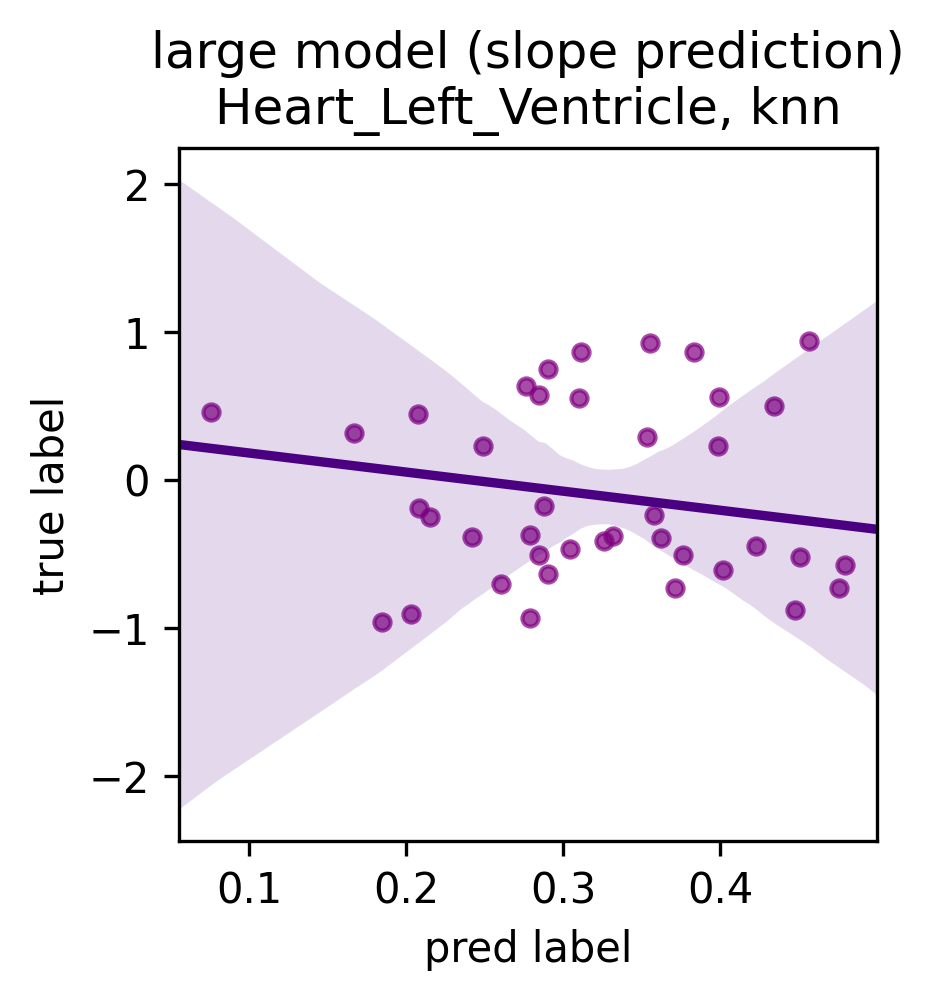 large model (slope prediction)
Heart_Left_Ventricle, knn
2
1
0
−1
−2
true label
0.1 0.2 0.3 0.4
pred label